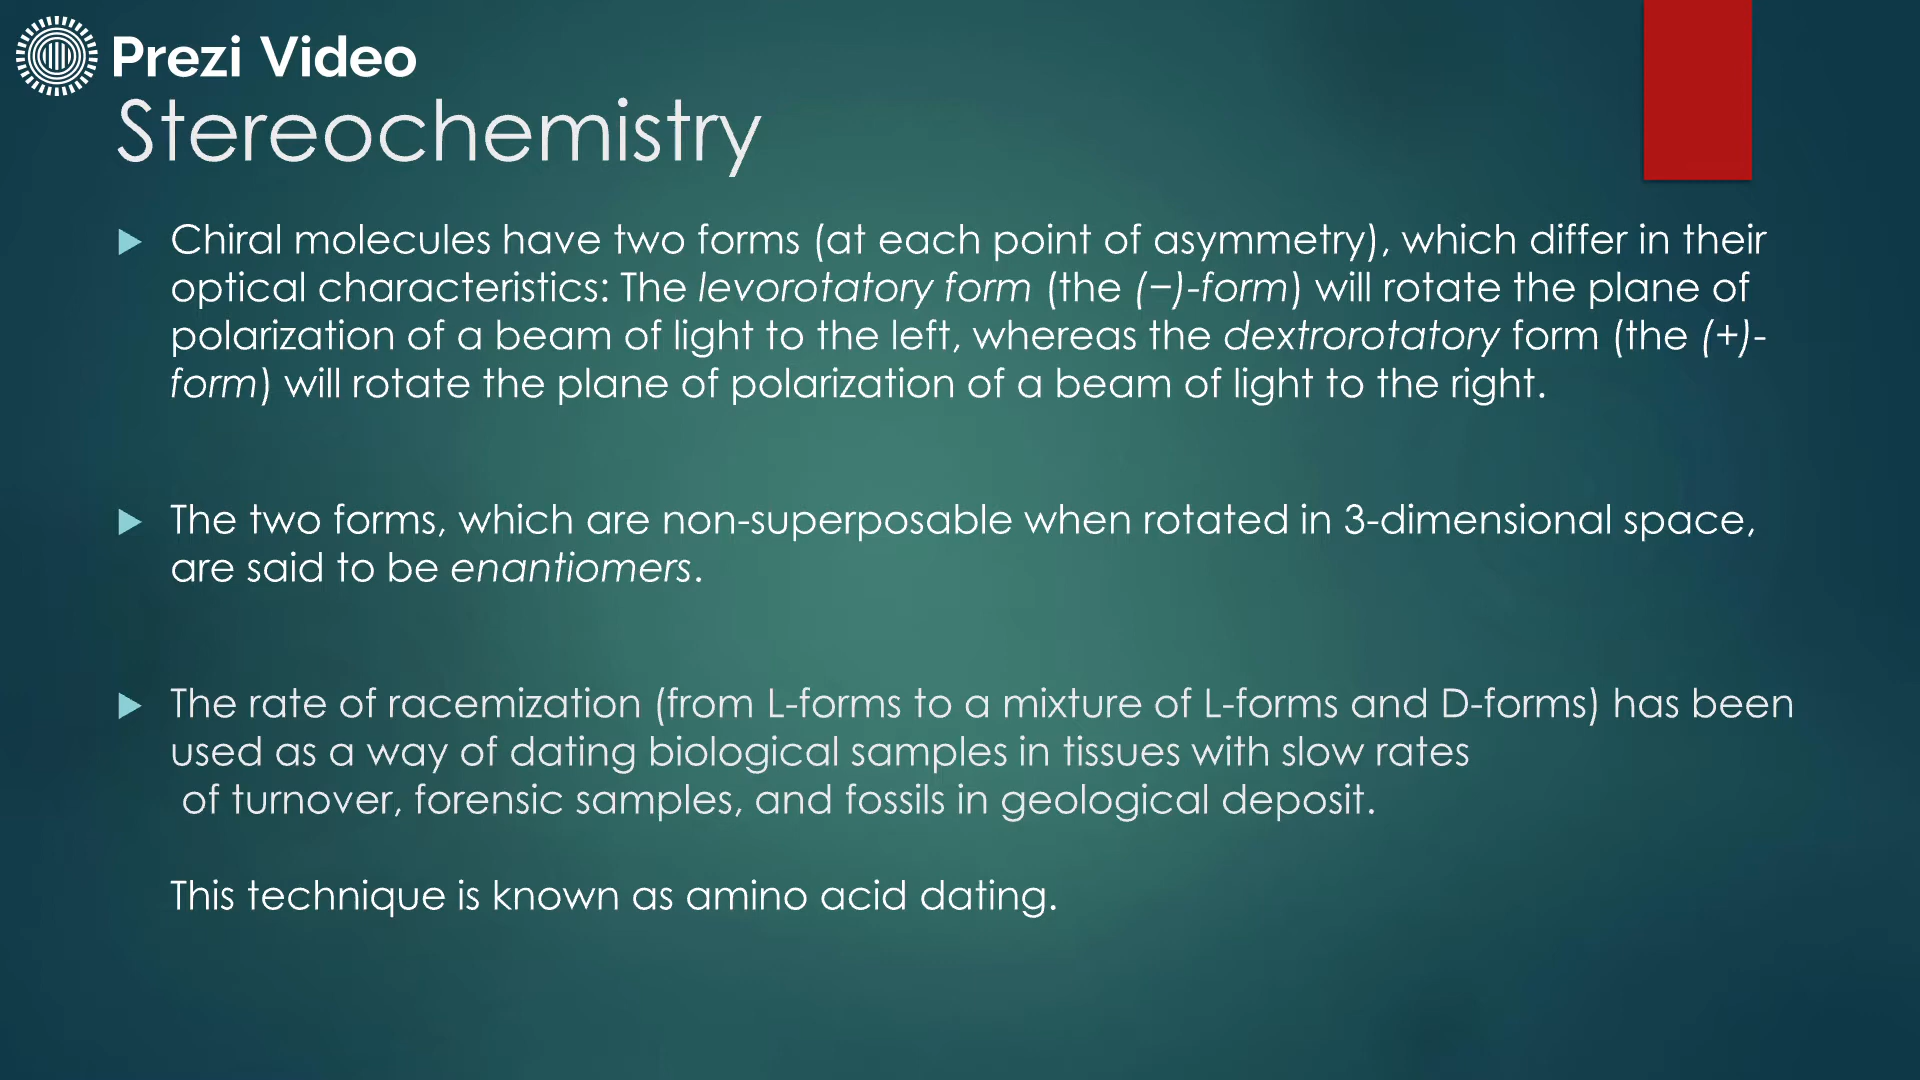 Prezi Video
Stereochemistry
Chiral molecules have two forms (at each point of asymmetry), which differ in their
optical characteristics: The levorotatory form (the (−)-form) will rotate the plane of
polarization of a beam of light to the left, whereas the dextrorotatory form (the (+)-
form) will rotate the plane of polarization of a beam of light to the right.
The two forms, which are non-superposable when rotated in 3-dimensional space,
are said to be enantiomers.
The rate of racemization (from L-forms to a mixture of L-forms and D-forms) has been
used as a way of dating biological samples in tissues with slow rates
of turnover, forensic samples, and fossils in geological deposit.
This technique is known as amino acid dating.